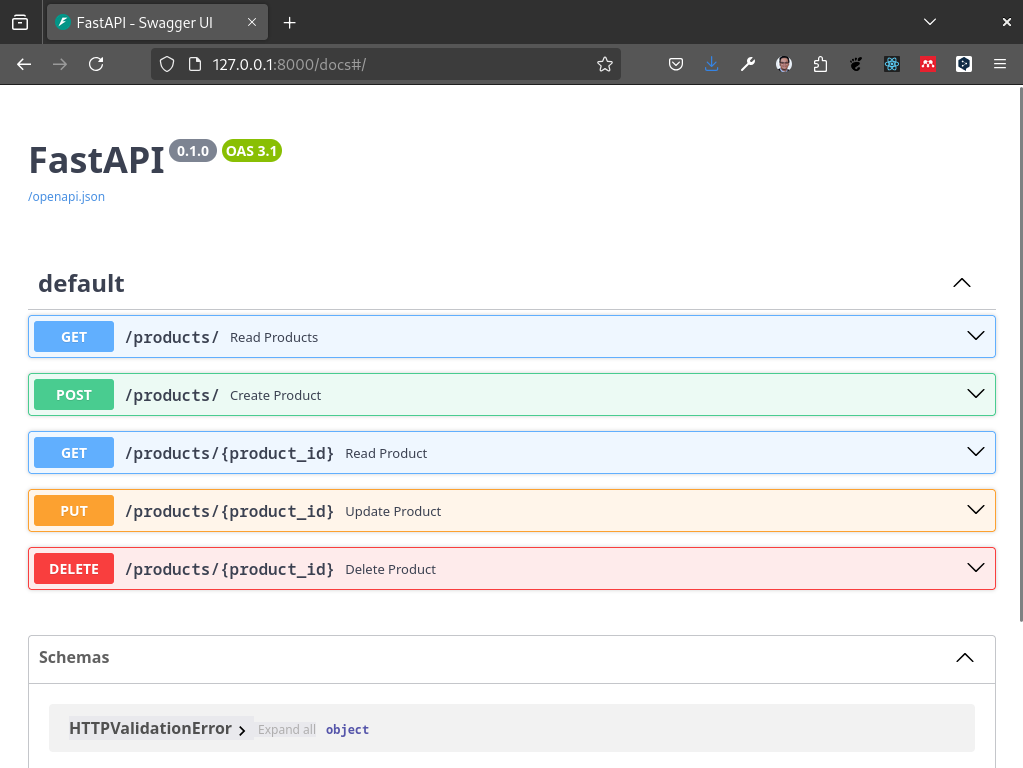 FastAPI - Swagger UI
127.0.0.1:8000/docs#/
FastAPI 0.1.0 OAS 3.1
/openapi.json
default
GET /products/ Read Products
POST /products/ Create Product
GET /products/{product_id} Read Product
PUT /products/{product_id} Update Product
DELETE /products/{product_id} Delete Product
Schemas
HTTPValidationError Expand all object